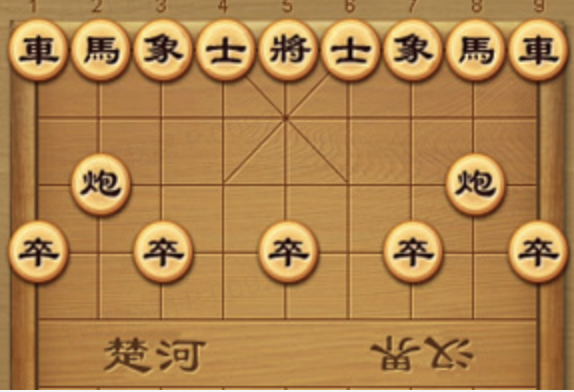 1 2 3 4 5 6 7 8 9
車 馬 象 士 將 士 象 馬 車
炮 炮
卒 卒 卒 卒 卒
楚河 汉界